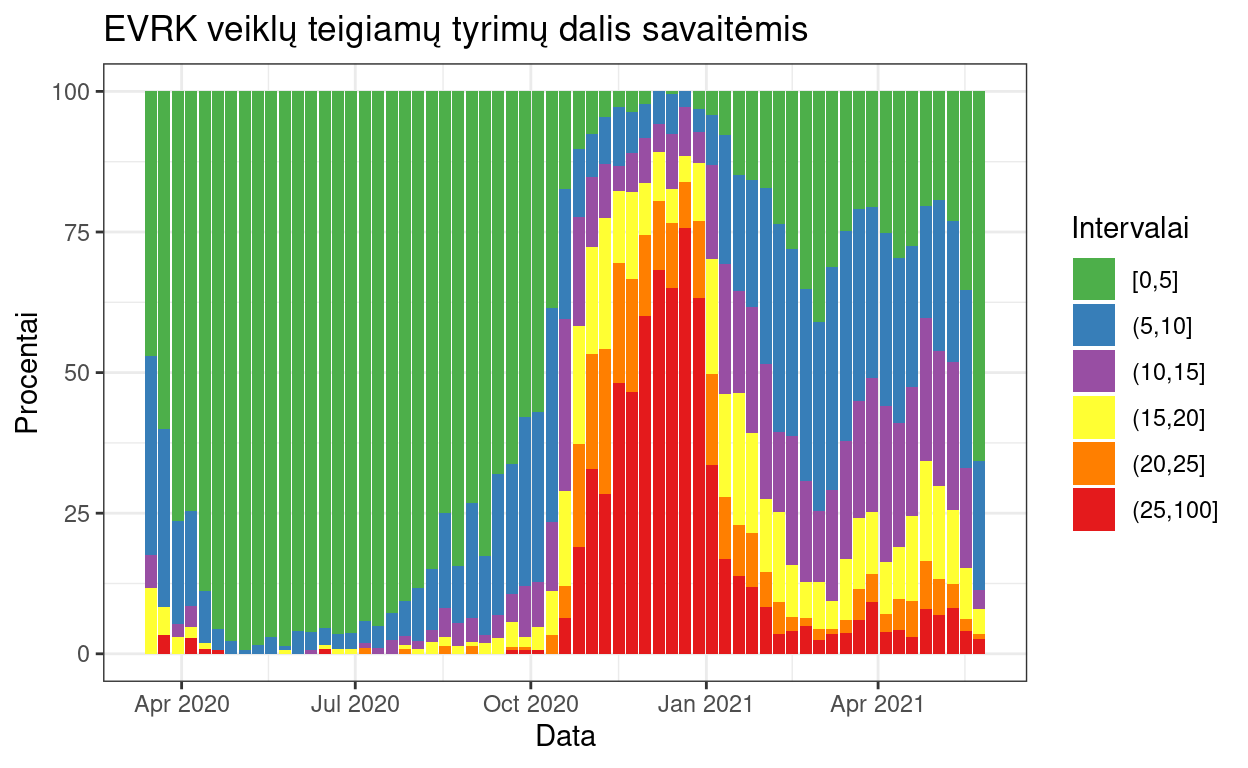 EVRK veiklų teigiamų tyrimų dalis savaitėmis
Procentai
100
75
50
25
0
Apr 2020
Jul 2020
Oct 2020
Jan 2021
Apr 2021
Data
Intervalai
[0,5]
(5,10]
(10,15]
(15,20]
(20,25]
(25,100]